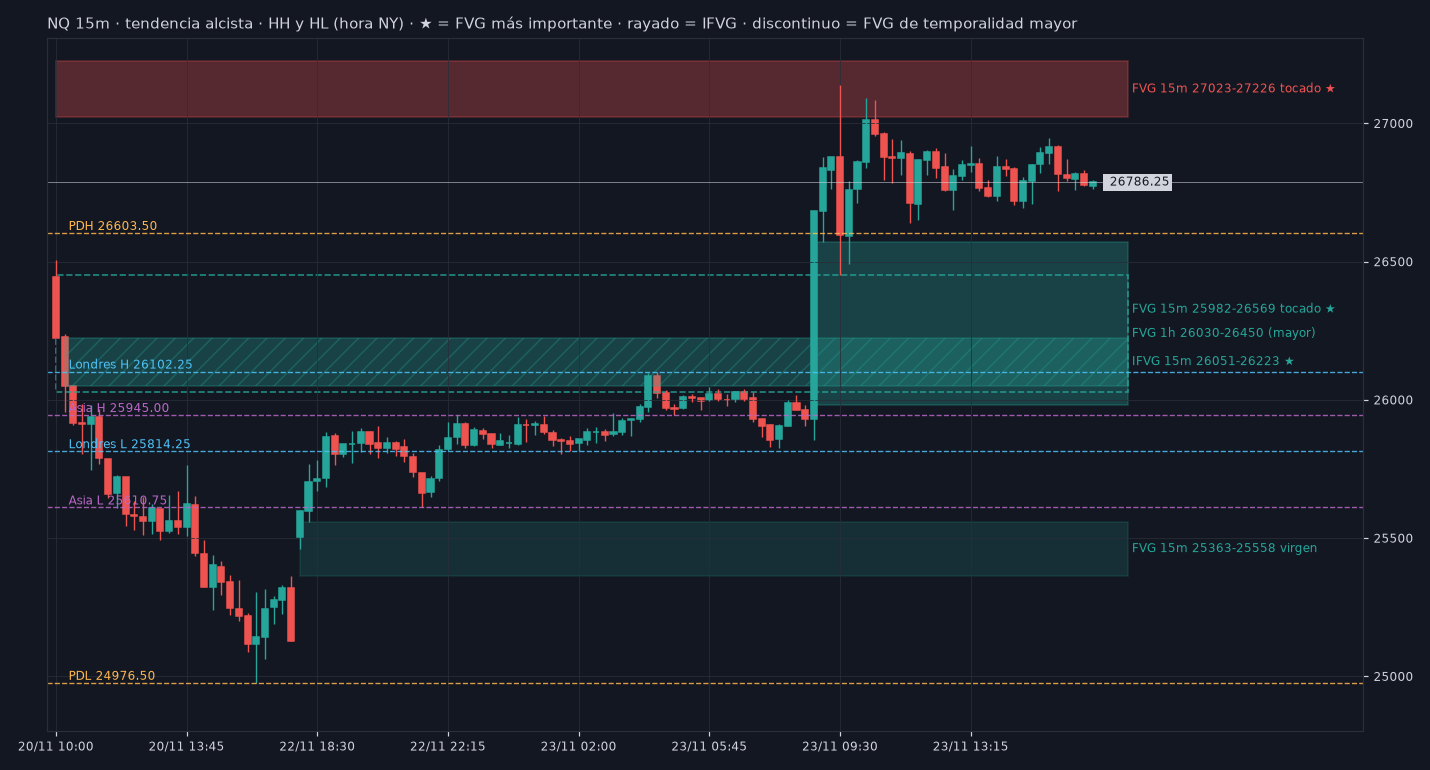 NQ 15m · tendencia alcista · HH y HL (hora NY) · ★ = FVG más importante · rayado = IFVG · discontinuo = FVG de temporalidad mayor
FVG 15m 27023-27226 tocado ★
27000
26786.25
PDH 26603.50
26500
FVG 15m 25982-26569 tocado ★
FVG 1h 26030-26450 (mayor)
Londres H 26102.25
IFVG 15m 26051-26223 ★
Asia H 25945.00
26000
Londres L 25814.25
Asia L 25610.75
25500
FVG 15m 25363-25558 virgen
PDL 24976.50
25000
20/11 10:00
20/11 13:45
22/11 18:30
22/11 22:15
23/11 02:00
23/11 05:45
23/11 09:30
23/11 13:15